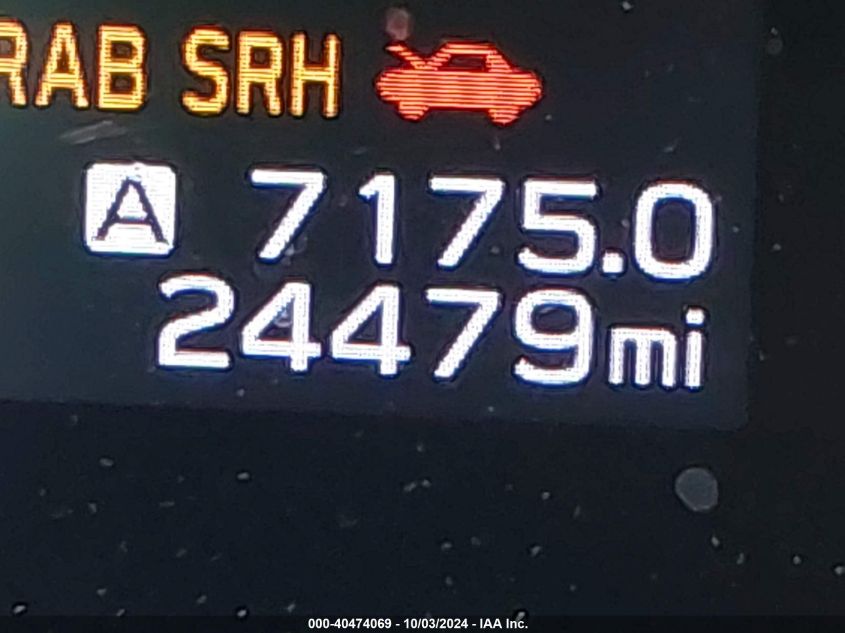 RAB SRH
A 7175.0
24479mi
000-40474069 - 10/03/2024 - IAA Inc.